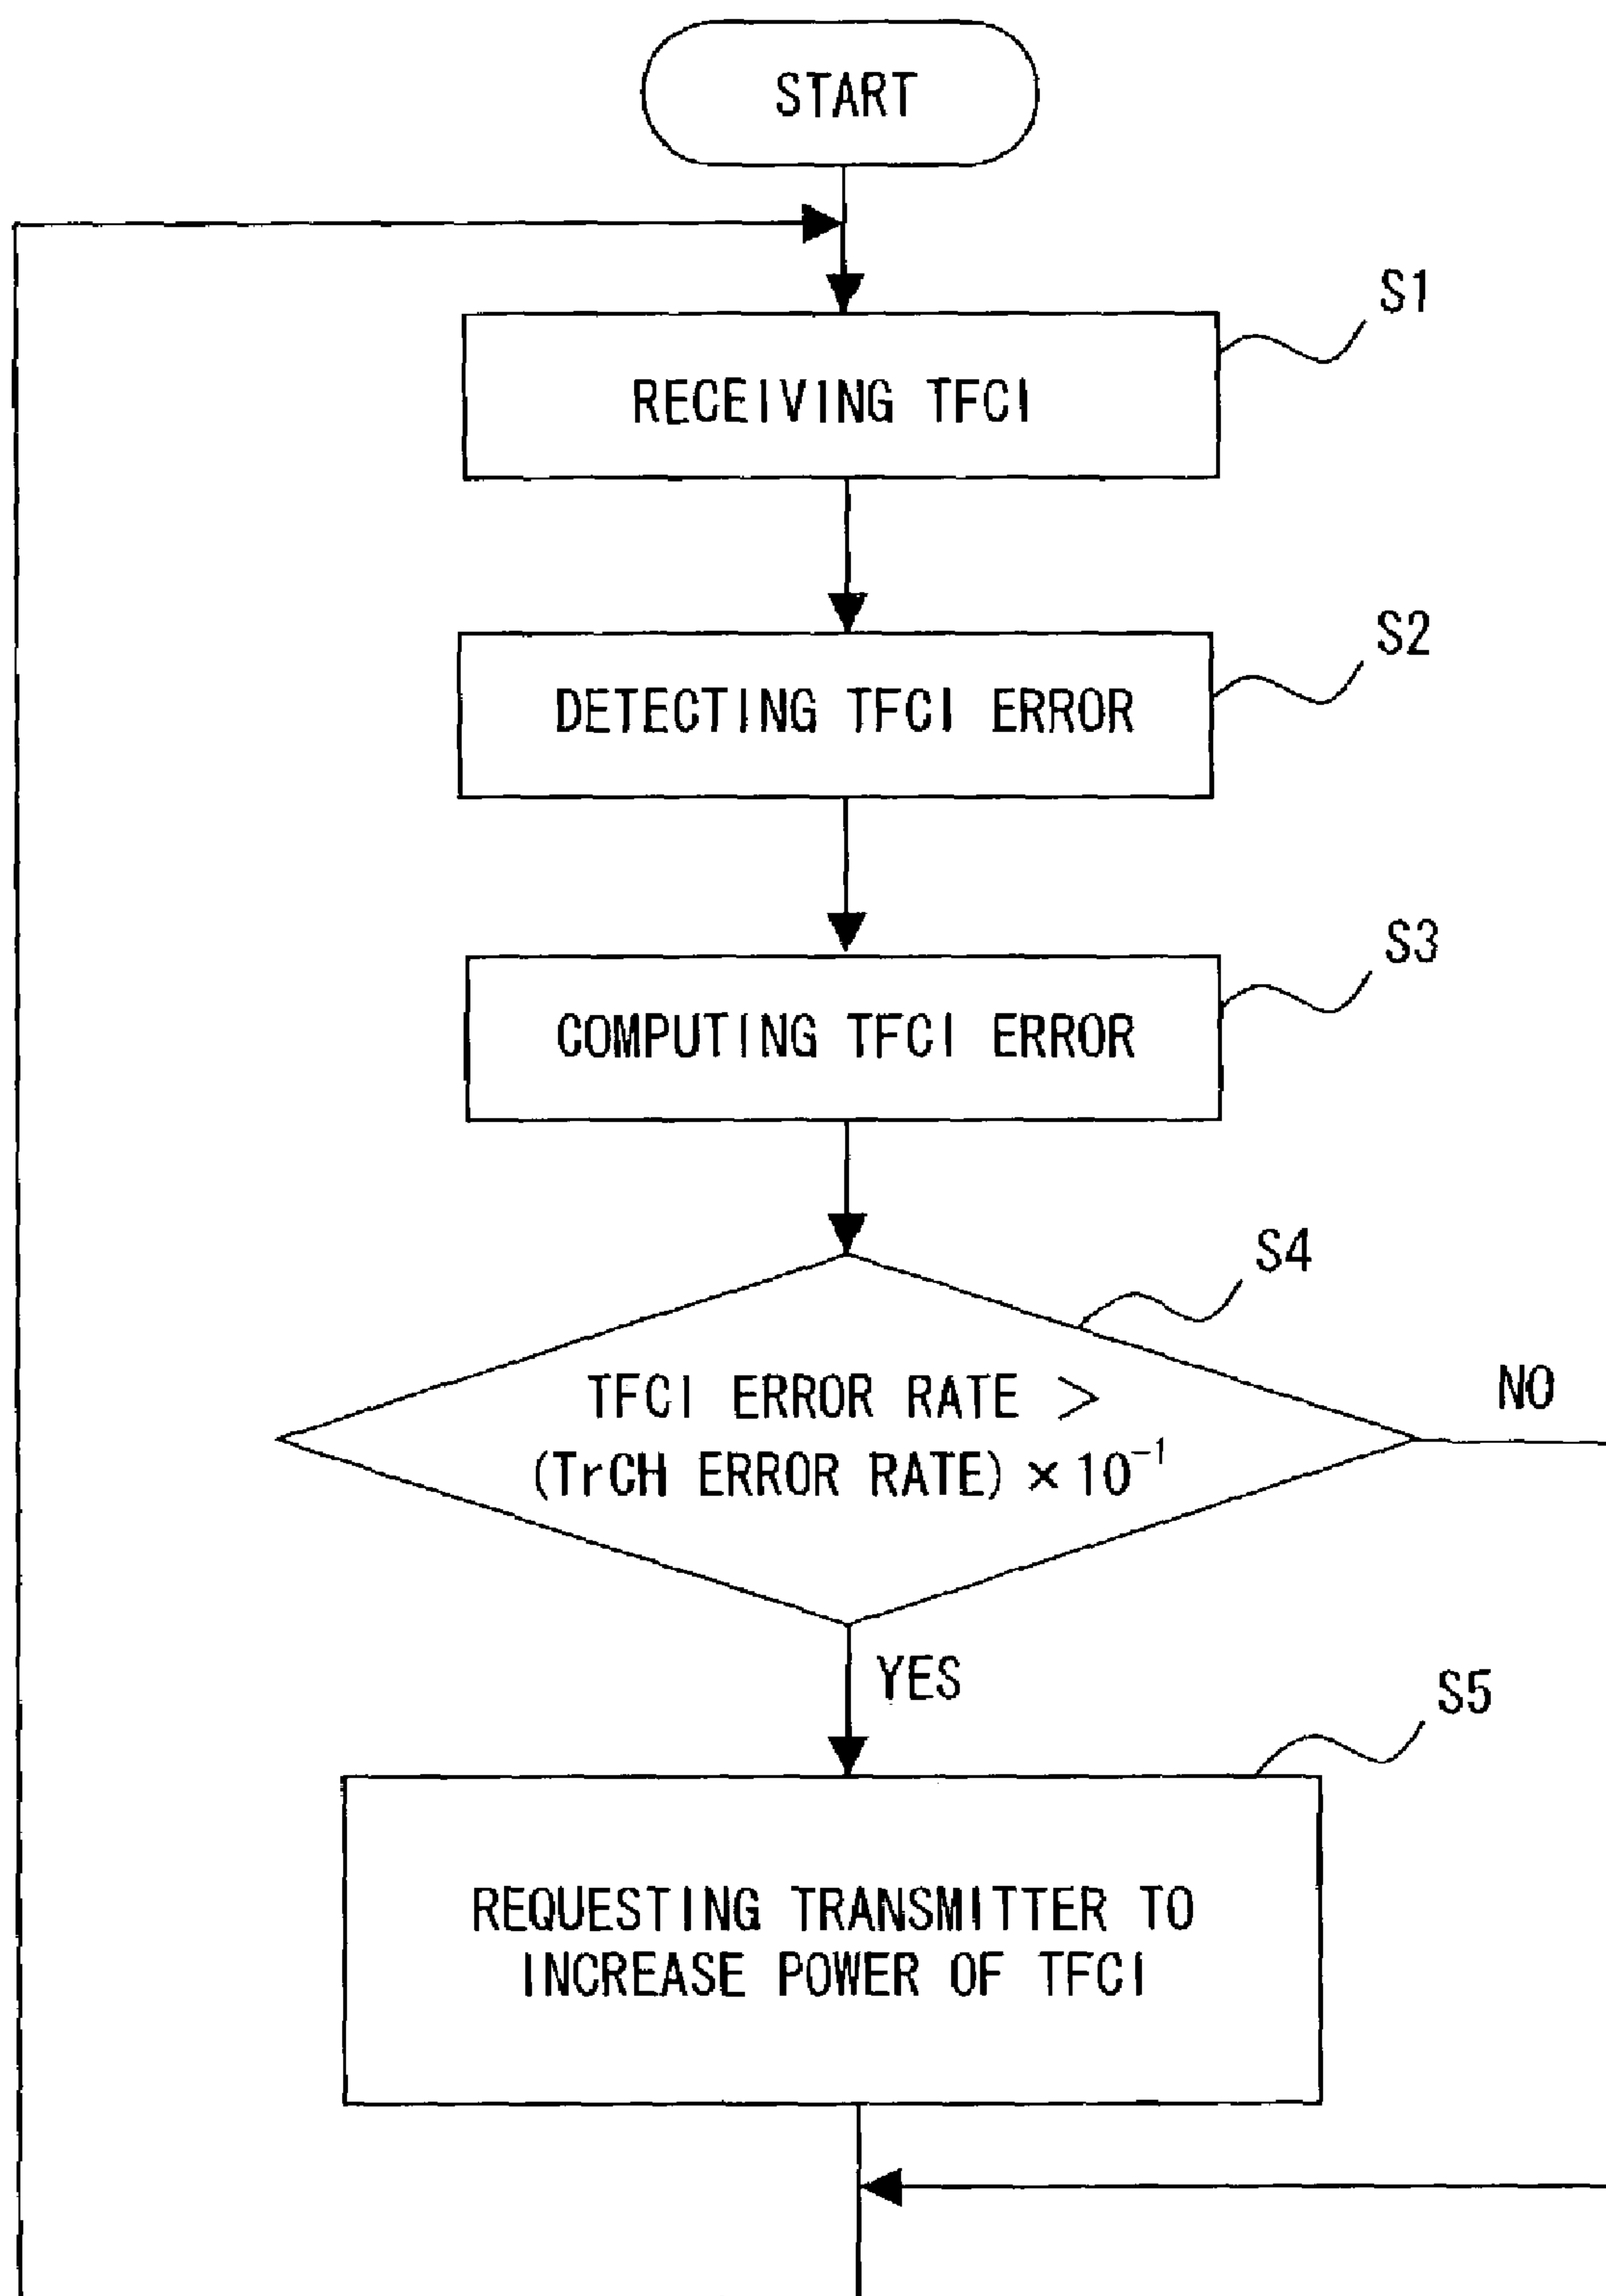 START
S1
RECEIVING TFCI
S2
DETECTING TFCI ERROR
S3
COMPUTING TFCI ERROR
S4
TFCI ERROR RATE >
(TrCH ERROR RATE) × 10⁻¹
NO
YES
S5
REQUESTING TRANSMITTER TO
INCREASE POWER OF TFCI